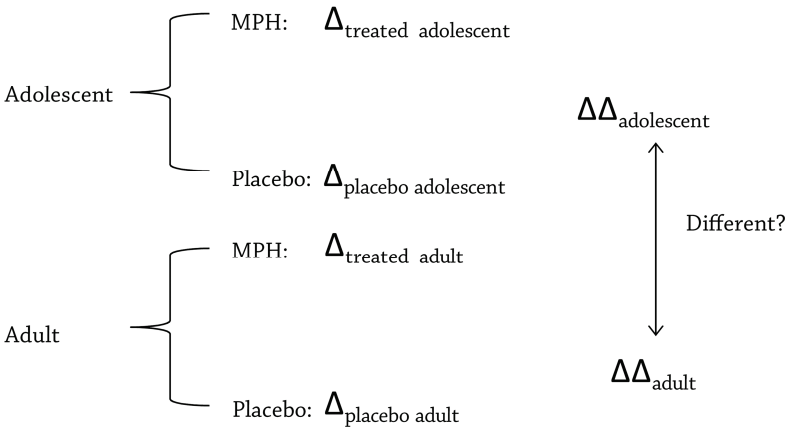 MPH: Δtreated adolescent
Adolescent
ΔΔadolescent
Placebo: Δplacebo adolescent
Different?
MPH: Δtreated adult
Adult
ΔΔadult
Placebo: Δplacebo adult